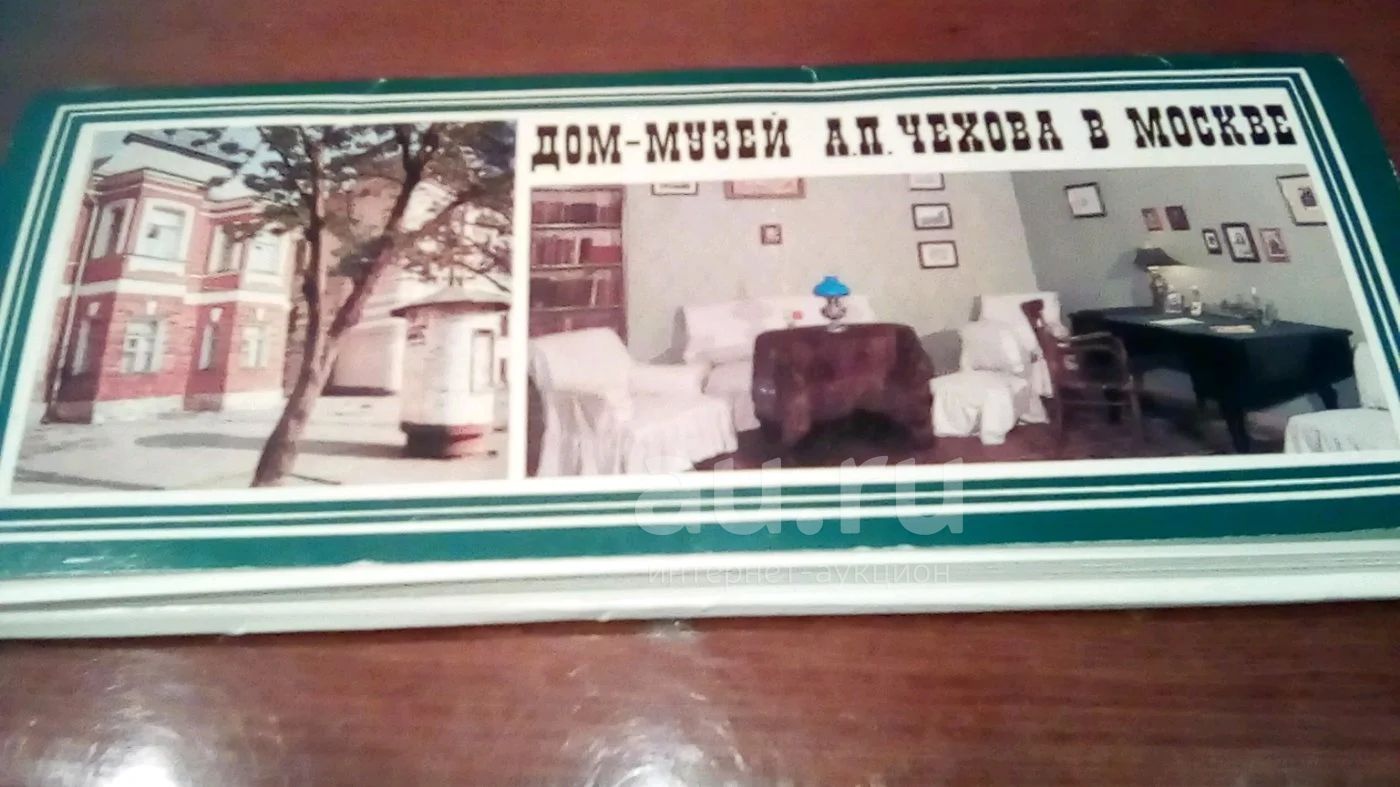 ДОМ-МУЗЕЙ А.П. ЧЕХОВА В МОСКВЕ
au.ru
интернет-аукцион